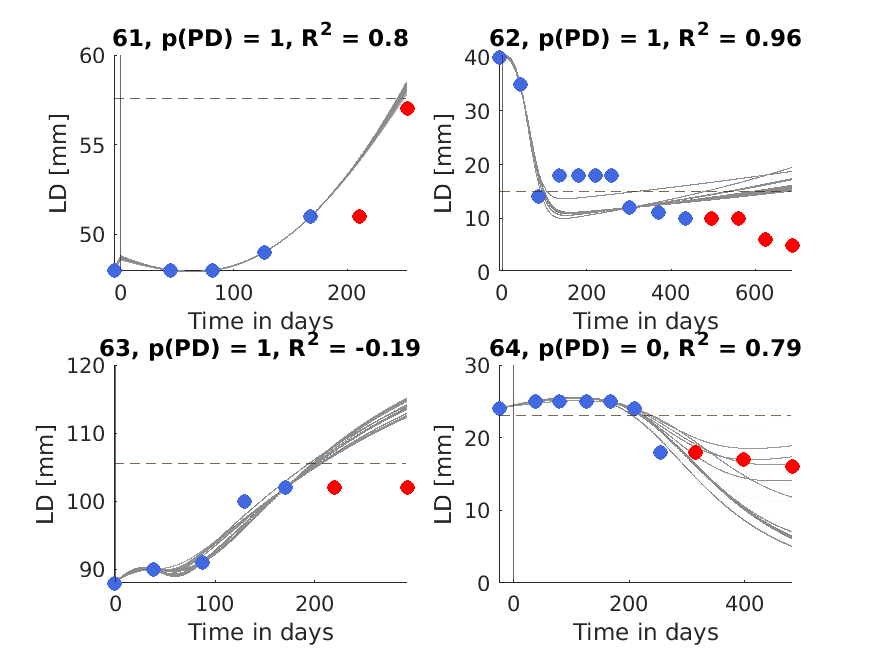 61, p(PD) = 1, R² = 0.8
60
55
50
LD [mm]
0
100
200
Time in days
62, p(PD) = 1, R² = 0.96
40
30
20
10
0
LD [mm]
0
200
400
600
Time in days
63, p(PD) = 1, R² = -0.19
120
110
100
90
LD [mm]
0
100
200
Time in days
64, p(PD) = 0, R² = 0.79
30
20
10
0
LD [mm]
0
200
400
Time in days